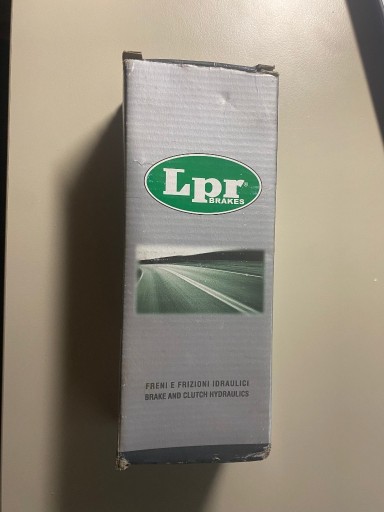 Lpr®
BRAKES
FRENI E FRIZIONI IDRAULICI
BRAKE AND CLUTCH HYDRAULICS